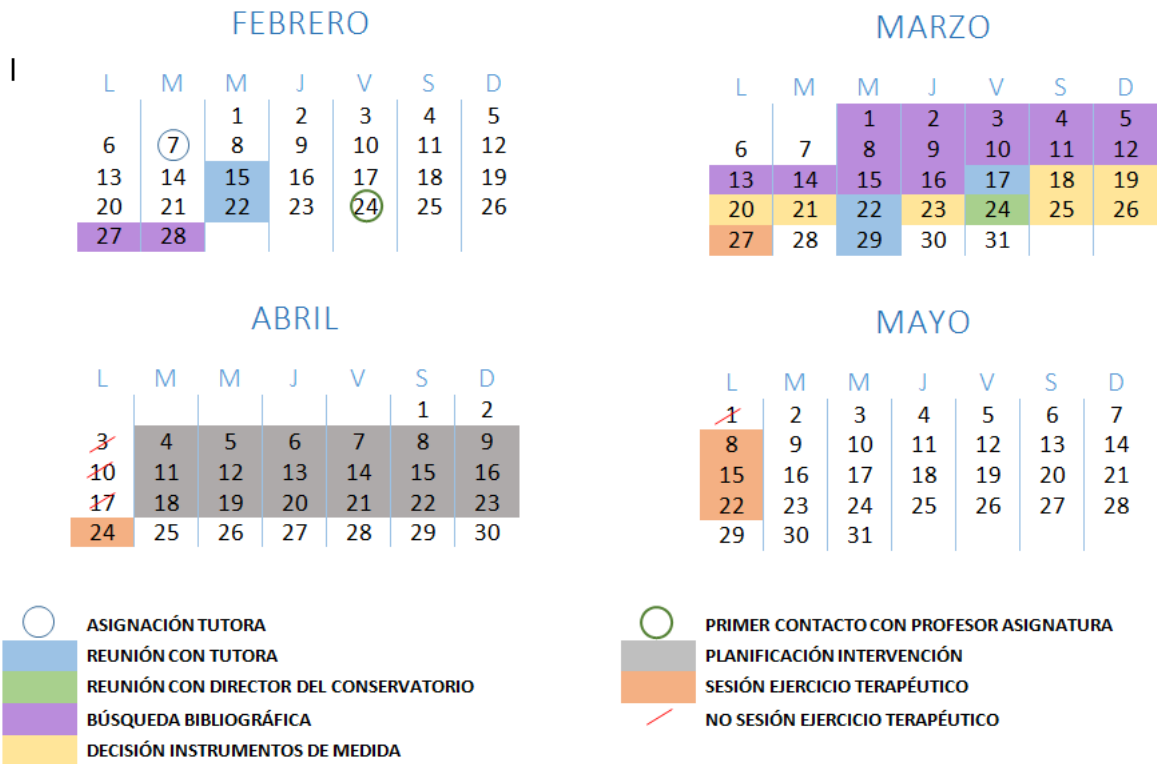 FEBRERO
L M M J V S D
1 2 3 4 5
6 7 8 9 10 11 12
13 14 15 16 17 18 19
20 21 22 23 24 25 26
27 28
MARZO
L M M J V S D
1 2 3 4 5
6 7 8 9 10 11 12
13 14 15 16 17 18 19
20 21 22 23 24 25 26
27 28 29 30 31
ABRIL
L M M J V S D
1 2
3 4 5 6 7 8 9
10 11 12 13 14 15 16
17 18 19 20 21 22 23
24 25 26 27 28 29 30
MAYO
L M M J V S D
1 2 3 4 5 6 7
8 9 10 11 12 13 14
15 16 17 18 19 20 21
22 23 24 25 26 27 28
29 30 31
ASIGNACIÓN TUTORA
REUNIÓN CON TUTORA
REUNIÓN CON DIRECTOR DEL CONSERVATORIO
BÚSQUEDA BIBLIOGRÁFICA
DECISIÓN INSTRUMENTOS DE MEDIDA
PRIMER CONTACTO CON PROFESOR ASIGNATURA
PLANIFICACIÓN INTERVENCIÓN
SESIÓN EJERCICIO TERAPÉUTICO
NO SESIÓN EJERCICIO TERAPÉUTICO